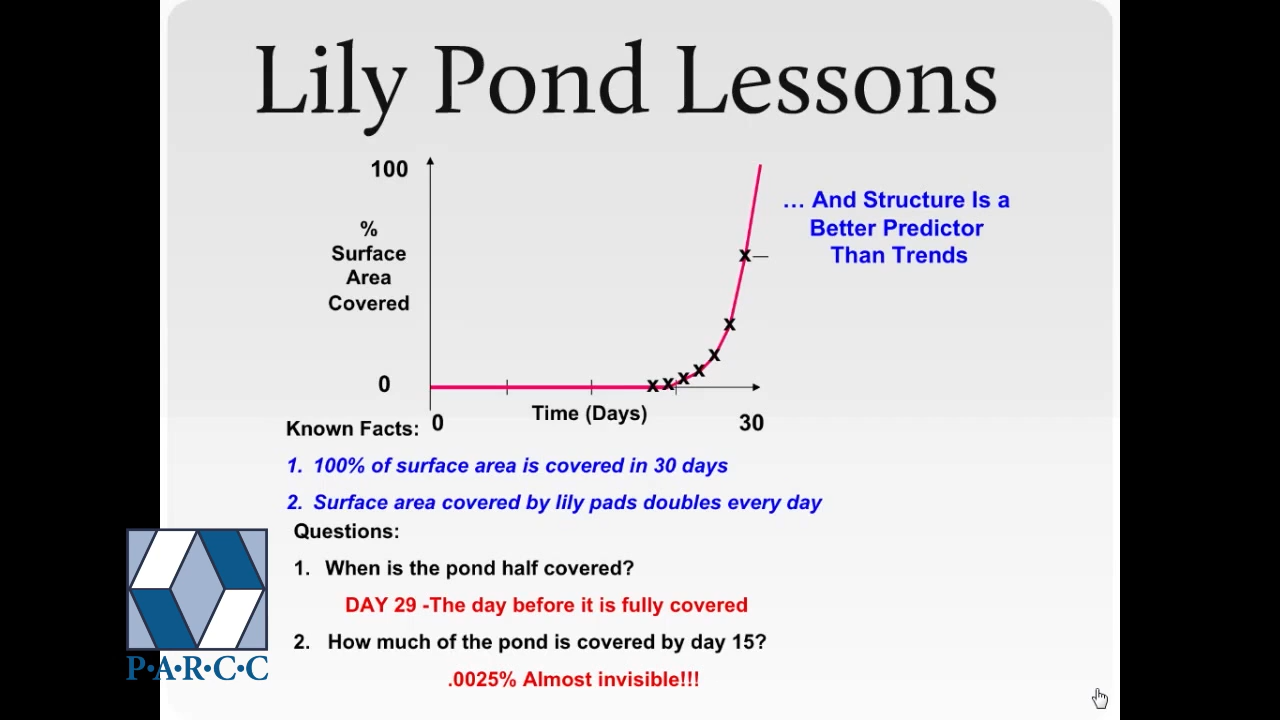 Lily Pond Lessons
100
%
Surface
Area
Covered
0
… And Structure Is a
Better Predictor
Than Trends
x
x
x
x
x
x
x
Time (Days)
0
30
Known Facts:
1. 100% of surface area is covered in 30 days
2. Surface area covered by lily pads doubles every day
Questions:
1. When is the pond half covered?
DAY 29 -The day before it is fully covered
2. How much of the pond is covered by day 15?
.0025% Almost invisible!!!
P·A·R·C·C